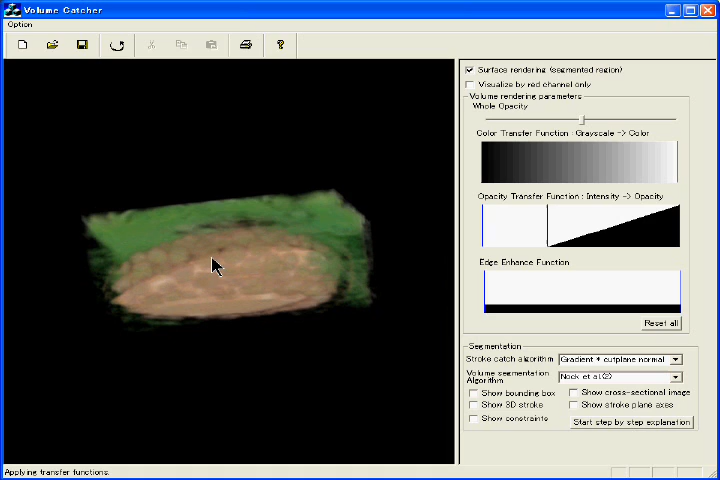 Volume Catcher
Option
Surface rendering (segmented region)
Visualize by red channel only
Volume rendering parameters
Whole Opacity
Color Transfer Function : Grayscale -> Color
Opacity Transfer Function : Intensity -> Opacity
Edge Enhance Function
Reset all
Segmentation
Stroke catch algorithm Gradient * cutplane normal
Volume segmentation Algorithm Nock et al②
Show bounding box Show cross-sectional image
Show 3D stroke Show stroke plane axes
Show constraints Start step by step explanation
Applying transfer functions.